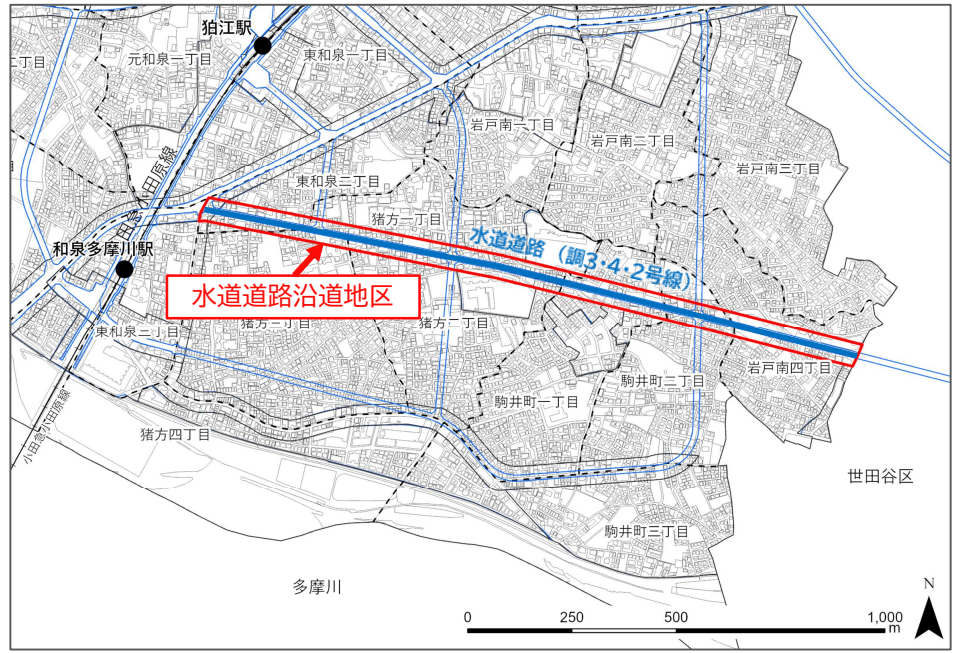 狛江駅
二丁目
元和泉一丁目
東和泉一丁目
岩戸南一丁目
岩戸南二丁目
岩戸南三丁目
東和泉二丁目
猪方一丁目
田急小田原線
水道道路(調3・4・2号線)
和泉多摩川駅
水道道路沿道地区
東和泉三丁目
猪方三丁目
猪方二丁目
岩戸南四丁目
駒井町二丁目
駒井町一丁目
小田急小田原線
猪方四丁目
世田谷区
駒井町三丁目
多摩川
N
0 250 500 1,000
m